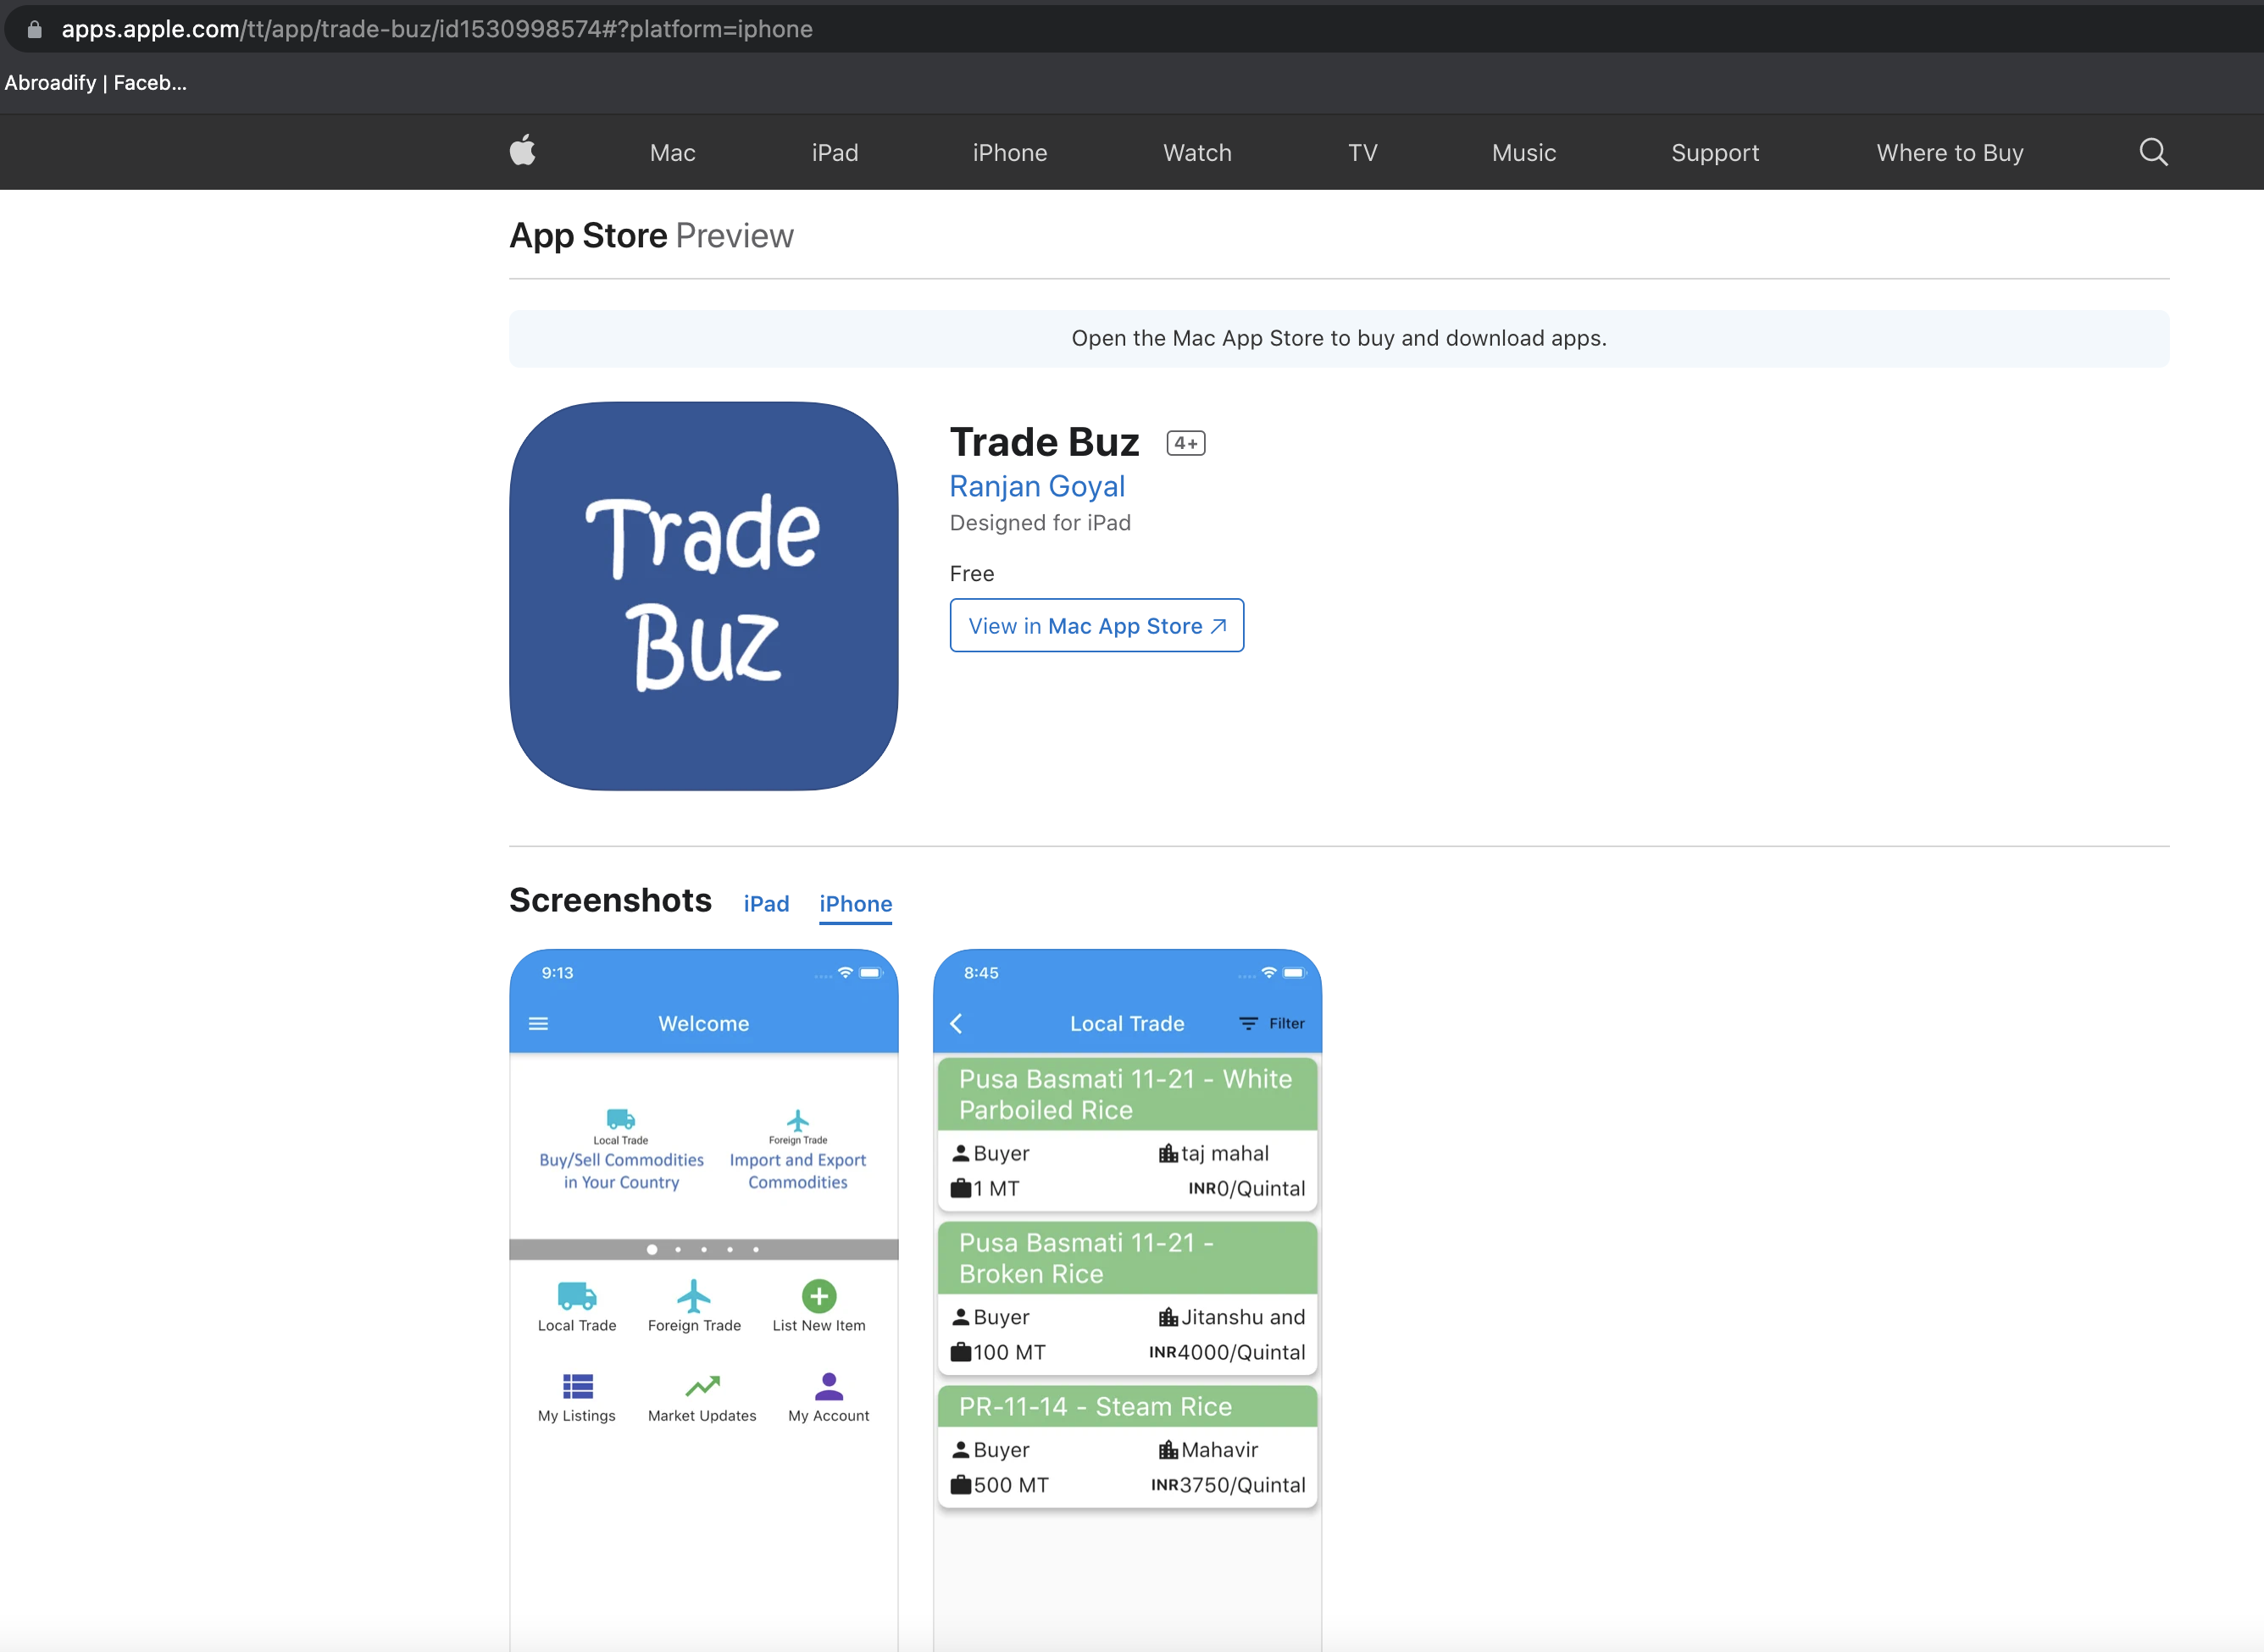 apps.apple.com/tt/app/trade-buz/id1530998574#?platform=iphone
Abroadify | Faceb...
Mac iPad iPhone Watch TV Music Support Where to Buy
App Store Preview
Open the Mac App Store to buy and download apps.
Trade
Buz
Trade Buz 4+
Ranjan Goyal
Designed for iPad
Free
View in Mac App Store
Screenshots iPad iPhone
9:13
Welcome
Local Trade
Buy/Sell Commodities
in Your Country
Foreign Trade
Import and Export
Commodities
Local Trade Foreign Trade List New Item
My Listings Market Updates My Account
8:45
Local Trade Filter
Pusa Basmati 11-21 - White
Parboiled Rice
Buyer taj mahal
1 MT INR0/Quintal
Pusa Basmati 11-21 -
Broken Rice
Buyer Jitanshu and
100 MT INR4000/Quintal
PR-11-14 - Steam Rice
Buyer Mahavir
500 MT INR3750/Quintal